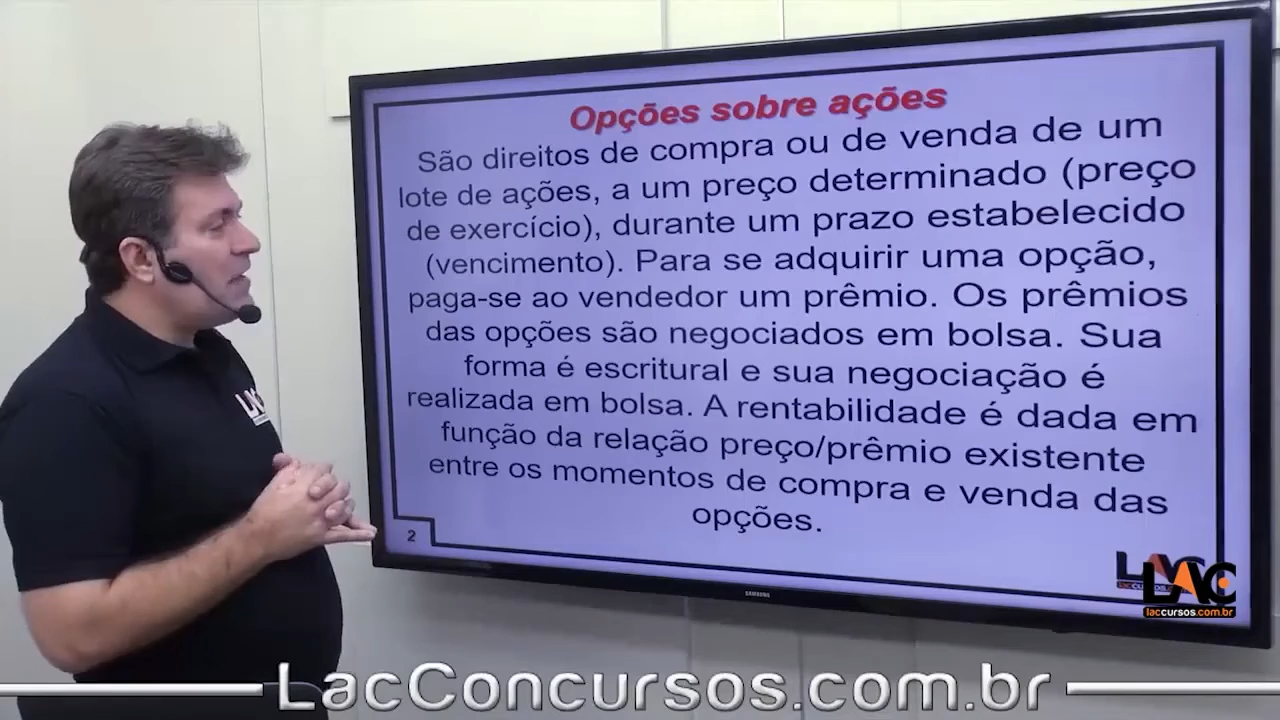 Opções sobre ações
São direitos de compra ou de venda de um
lote de ações, a um preço determinado (preço
de exercício), durante um prazo estabelecido
(vencimento). Para se adquirir uma opção,
paga-se ao vendedor um prêmio. Os prêmios
das opções são negociados em bolsa. Sua
forma é escritural e sua negociação é
realizada em bolsa. A rentabilidade é dada em
função da relação preço/prêmio existente
entre os momentos de compra e venda das
opções.
2
LAC
LAC
laccursos.com.br
SAMSUNG
LacConcursos.com.br